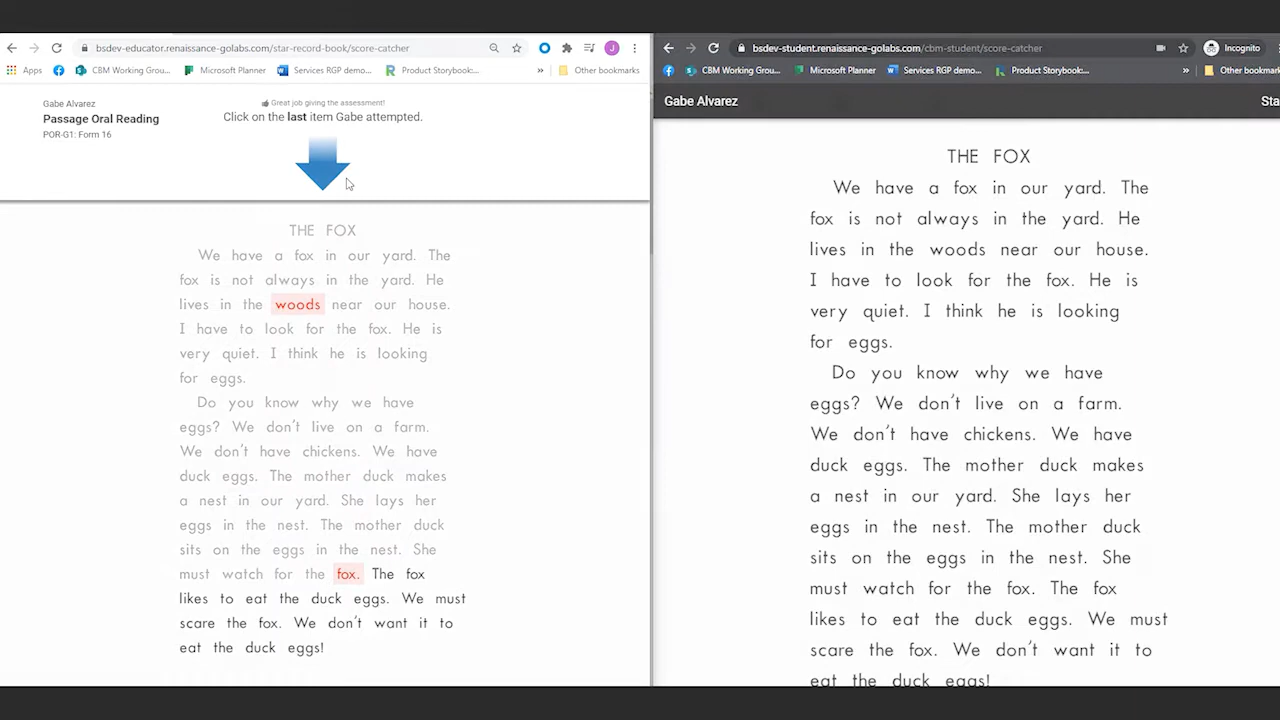 bsdev-educator.renaissance-golabs.com/star-record-book/score-catcher
J
Apps
CBM Working Grou...
Microsoft Planner
Services RGP demo...
Product Storybook:...
»
Other bookmarks
Gabe Alvarez
Passage Oral Reading
POR-G1: Form 16
Great job giving the assessment!
Click on the last item Gabe attempted.
THE FOX
We have a fox in our yard. The
fox is not always in the yard. He
lives in the woods near our house.
I have to look for the fox. He is
very quiet. I think he is looking
for eggs.
Do you know why we have
eggs? We don't live on a farm.
We don't have chickens. We have
duck eggs. The mother duck makes
a nest in our yard. She lays her
eggs in the nest. The mother duck
sits on the eggs in the nest. She
must watch for the fox. The fox
likes to eat the duck eggs. We must
scare the fox. We don't want it to
eat the duck eggs!
bsdev-student.renaissance-golabs.com/cbm-student/score-catcher
Incognito
CBM Working Grou...
Microsoft Planner
Services RGP demo...
Product Storybook:...
»
Other bookmark
Gabe Alvarez
Sta
THE FOX
We have a fox in our yard. The
fox is not always in the yard. He
lives in the woods near our house.
I have to look for the fox. He is
very quiet. I think he is looking
for eggs.
Do you know why we have
eggs? We don't live on a farm.
We don't have chickens. We have
duck eggs. The mother duck makes
a nest in our yard. She lays her
eggs in the nest. The mother duck
sits on the eggs in the nest. She
must watch for the fox. The fox
likes to eat the duck eggs. We must
scare the fox. We don't want it to
eat the duck eggs!